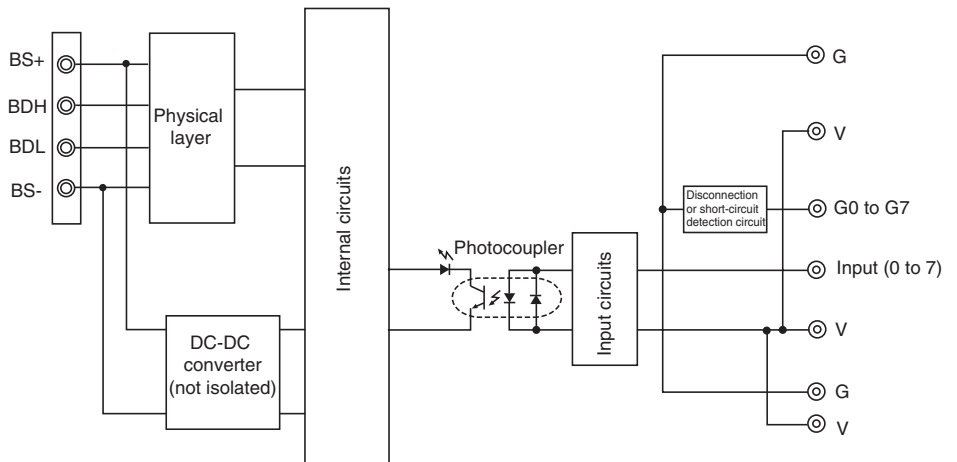 BS+
BDH
BDL
BS-
Physical
layer
DC-DC
converter
(not isolated)
Internal circuits
Photocoupler
Input circuits
Disconnection
or short-circuit
detection circuit
G
V
G0 to G7
Input (0 to 7)
V
G
V